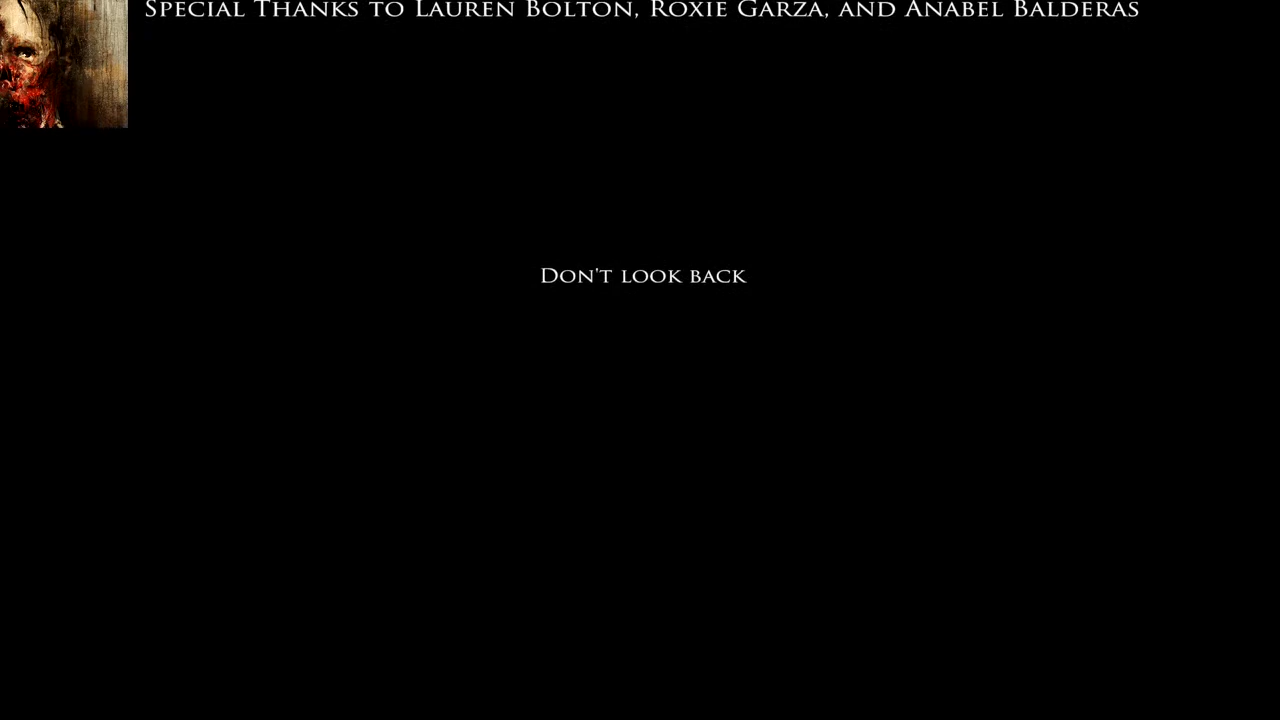 Special Thanks to Lauren Bolton, Roxie Garza, and Anabel Balderas
Don't look back